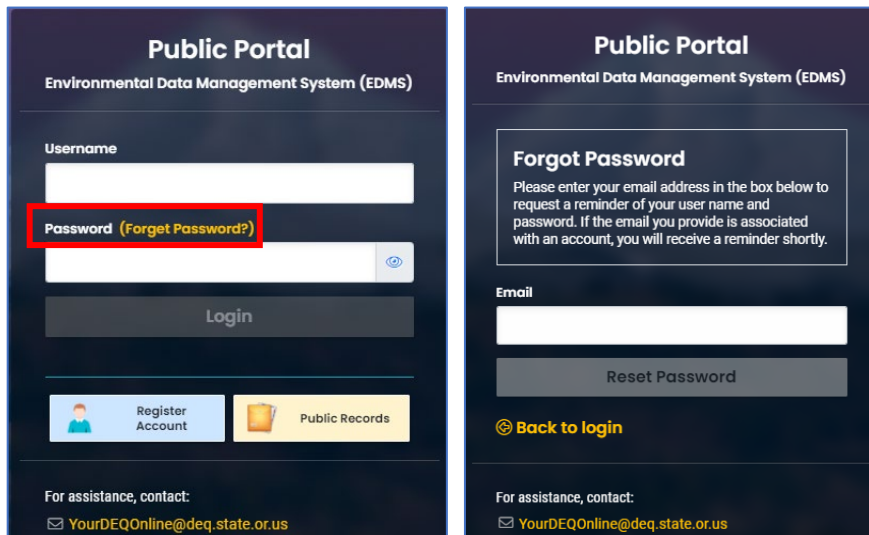 Public Portal
Environmental Data Management System (EDMS)
Username
Password (Forget Password?)
Login
Register
Account
Public Records
For assistance, contact:
YourDEQOnline@deq.state.or.us
Public Portal
Environmental Data Management System (EDMS)
Forgot Password
Please enter your email address in the box below to
request a reminder of your user name and
password. If the email you provide is associated
with an account, you will receive a reminder shortly.
Email
Reset Password
Back to login
For assistance, contact:
YourDEQOnline@deq.state.or.us